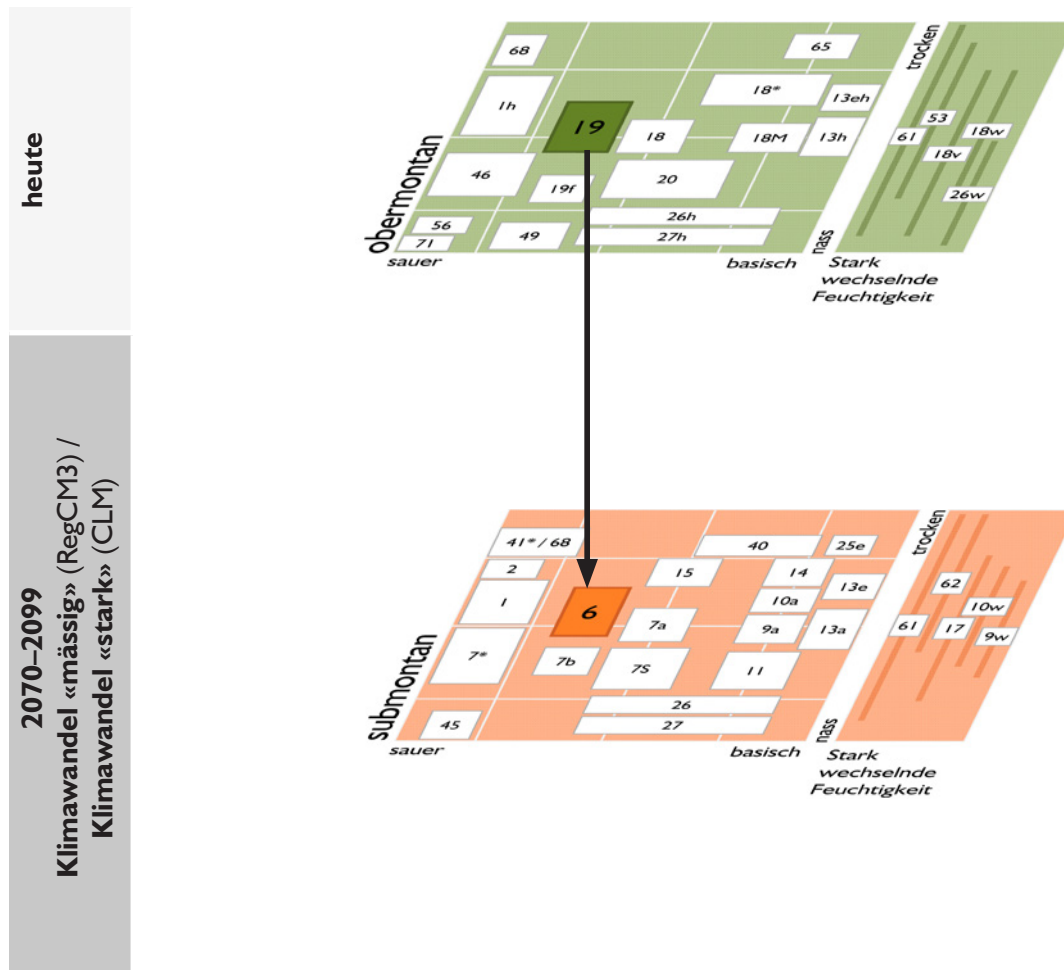 heute
68
65
trocken
1h
18*
13eh
19
18
18M
13h
53
61
18w
18v
46
19f
20
26w
obermontan
56
71
49
26h
27h
nass
sauer
basisch
Stark
wechselnde
Feuchtigkeit
2070–2099
Klimawandel «mässig» (RegCM3) /
Klimawandel «stark» (CLM)
41* / 68
40
25e
trocken
2
15
14
13e
62
1
6
10a
10w
7a
9a
13a
61
17
9w
7*
7b
7S
11
submontan
26
45
27
nass
sauer
basisch
Stark
wechselnde
Feuchtigkeit